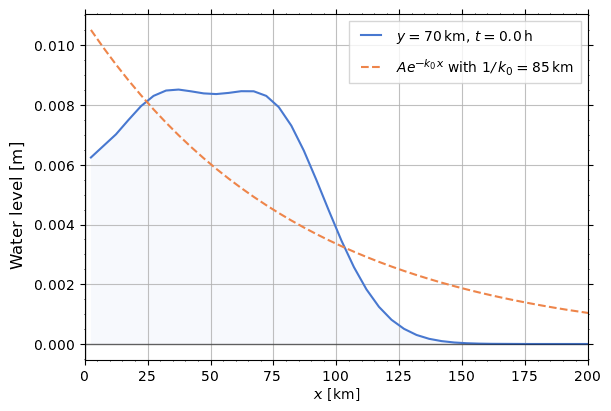 0.010
0.008
0.006
0.004
0.002
0.000
Water level [m]
y = 70 km, t = 0.0 h
Ae^{-k_0 x} with 1/k_0 = 85 km
0 25 50 75 100 125 150 175 200
x [km]